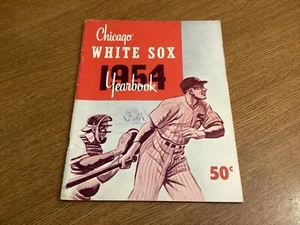 Chicago
WHITE SOX
1954
Yearbook
50¢